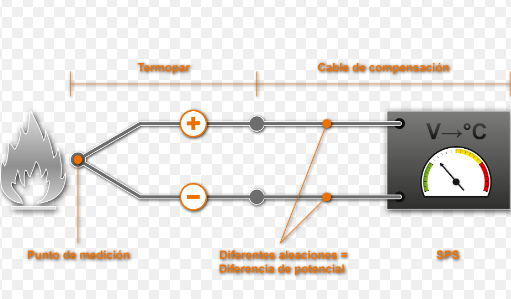 Termopar
Cable de compensación
+
V→°C
−
Punto de medición
Diferentes aleaciones =
Diferencia de potencial
SPS